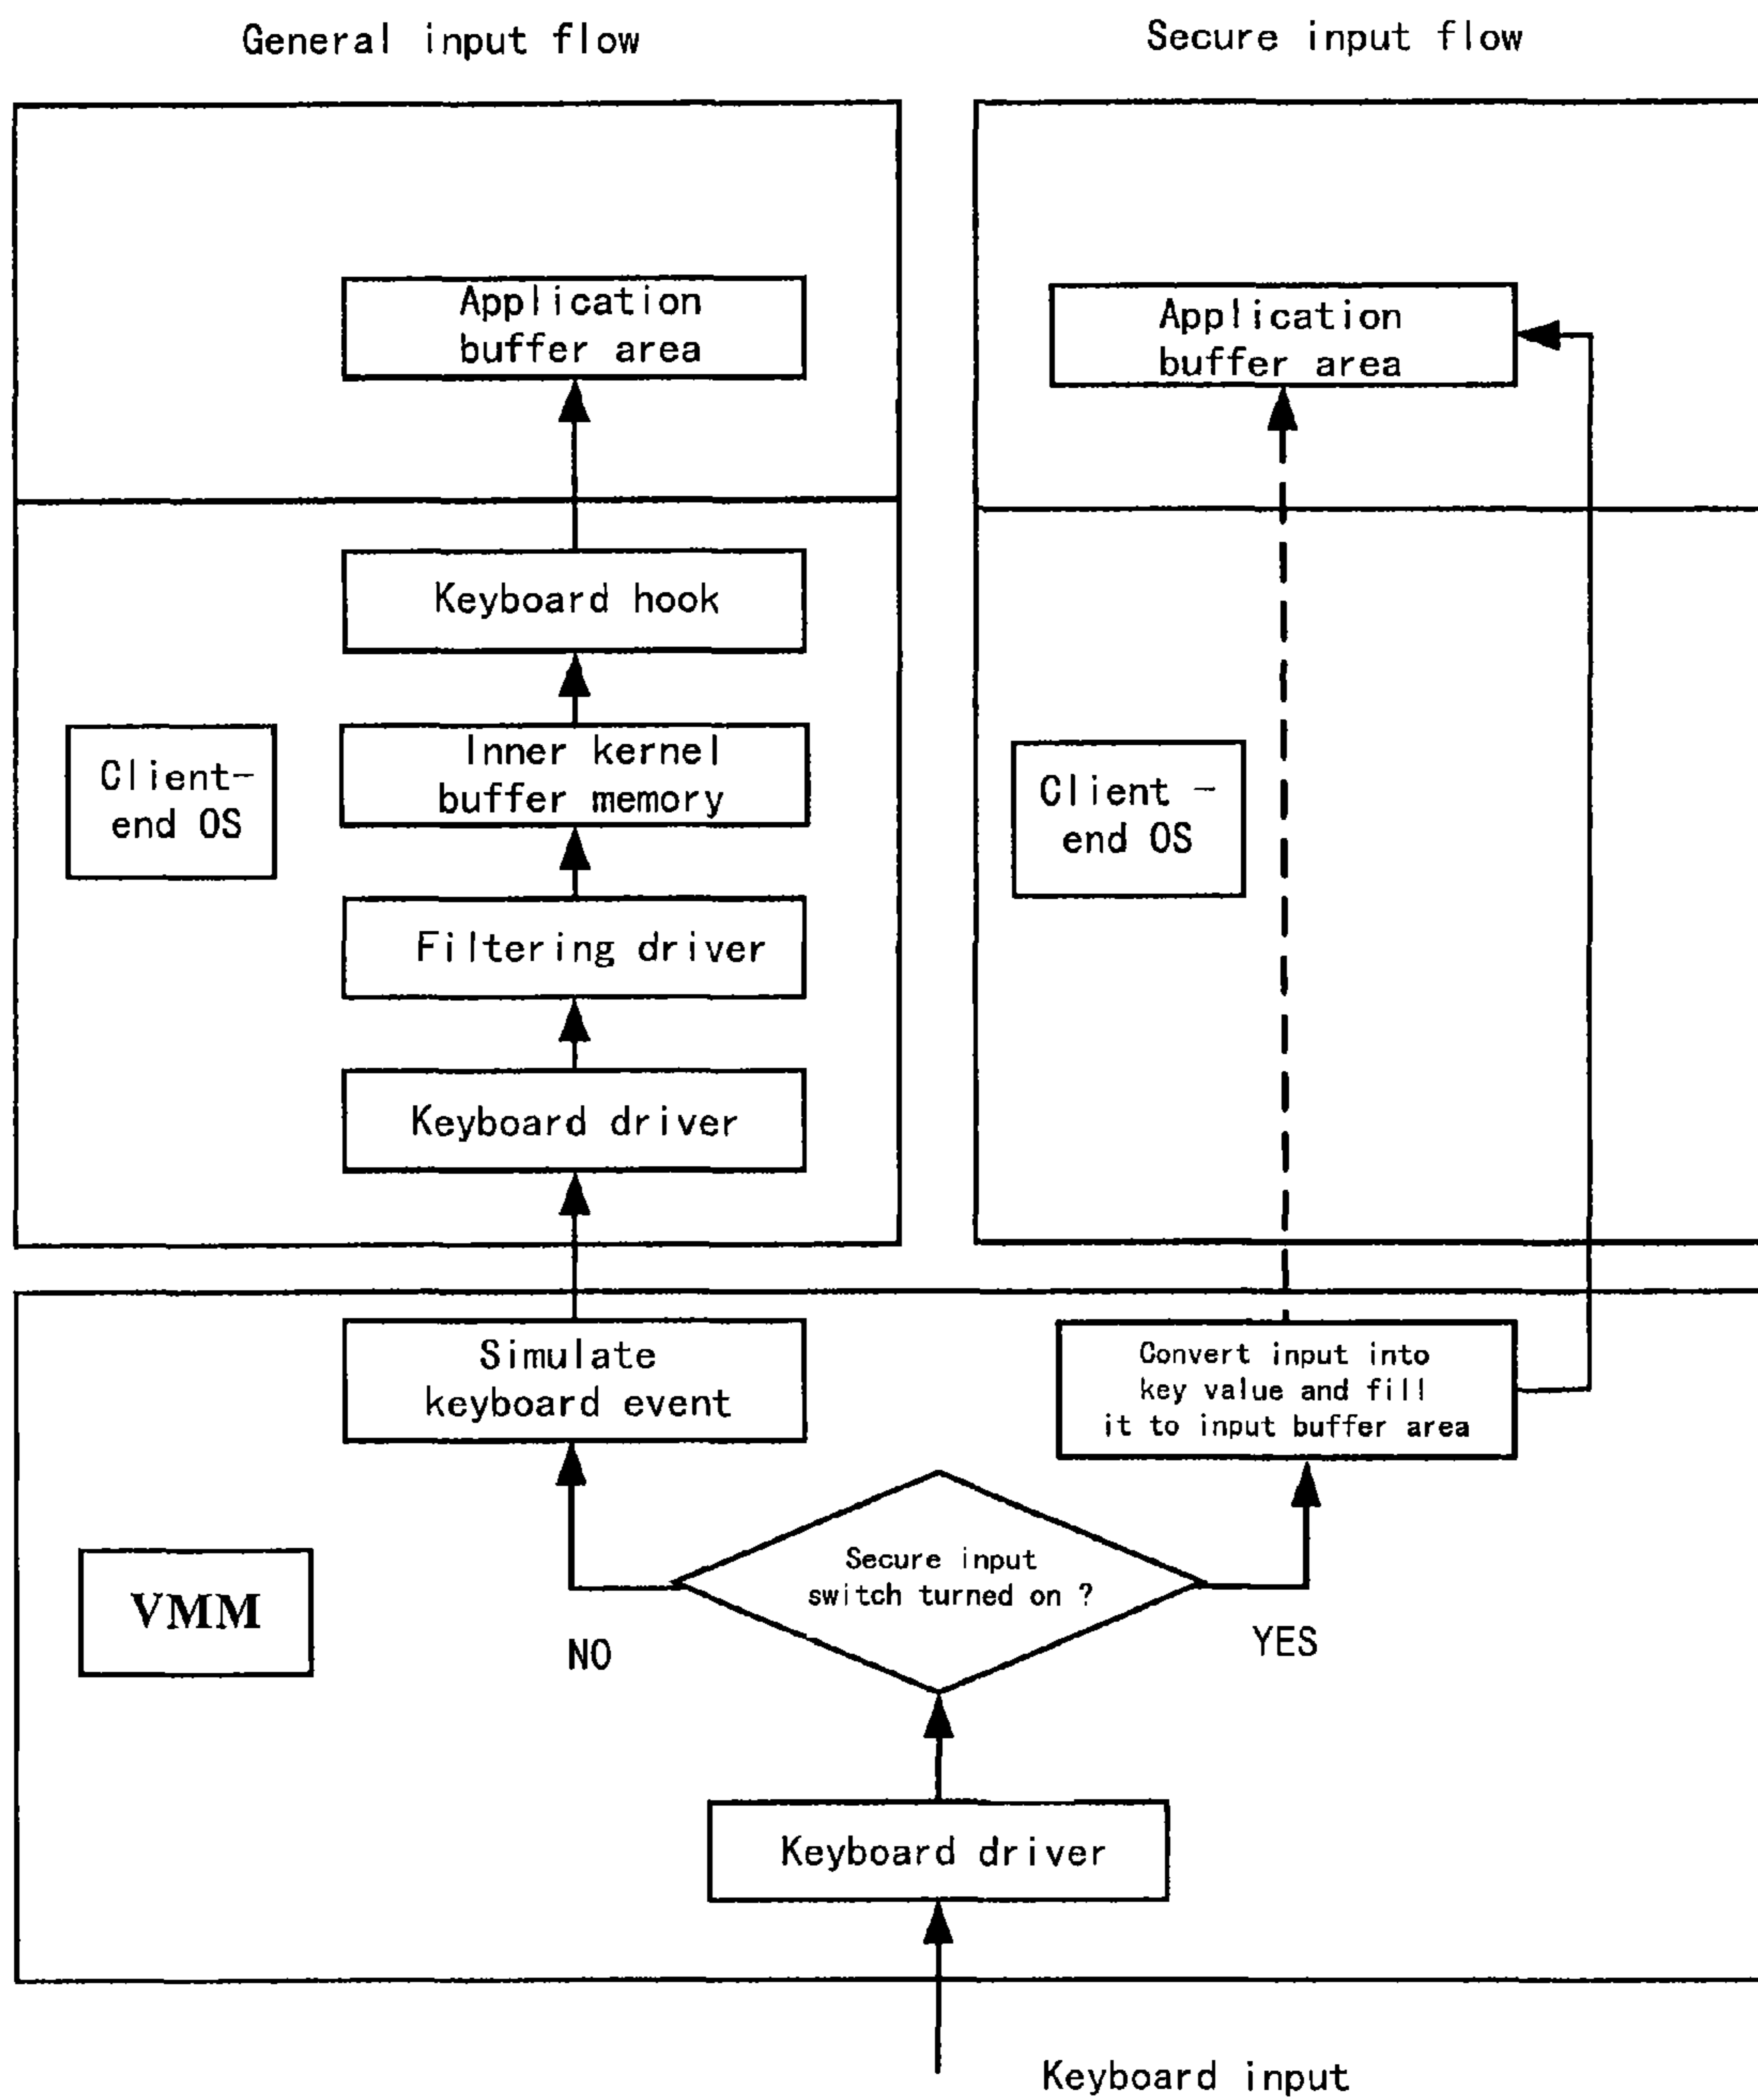 General input flow
Secure input flow
Application
buffer area
Application
buffer area
Keyboard hook
Inner kernel
buffer memory
Client-
end OS
Client -
end OS
Filtering driver
Keyboard driver
Simulate
keyboard event
Convert input into
key value and fill
it to input buffer area
Secure input
switch turned on ?
VMM
NO
YES
Keyboard driver
Keyboard input